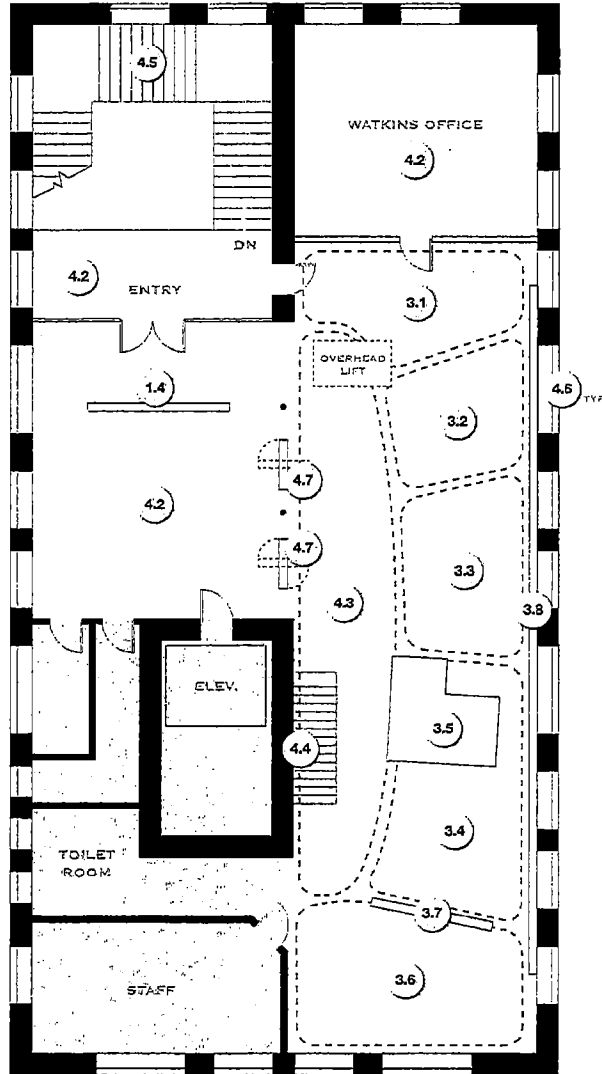 4.5
WATKINS OFFICE
4.2
DN
4.2
ENTRY
3.1
OVERHEAD
LIFT
1.4
4.6
TYP
3.2
4.7
4.2
4.7
3.3
4.3
3.8
ELEV.
3.5
4.4
3.4
TOILET
ROOM
3.7
3.6
STAFF